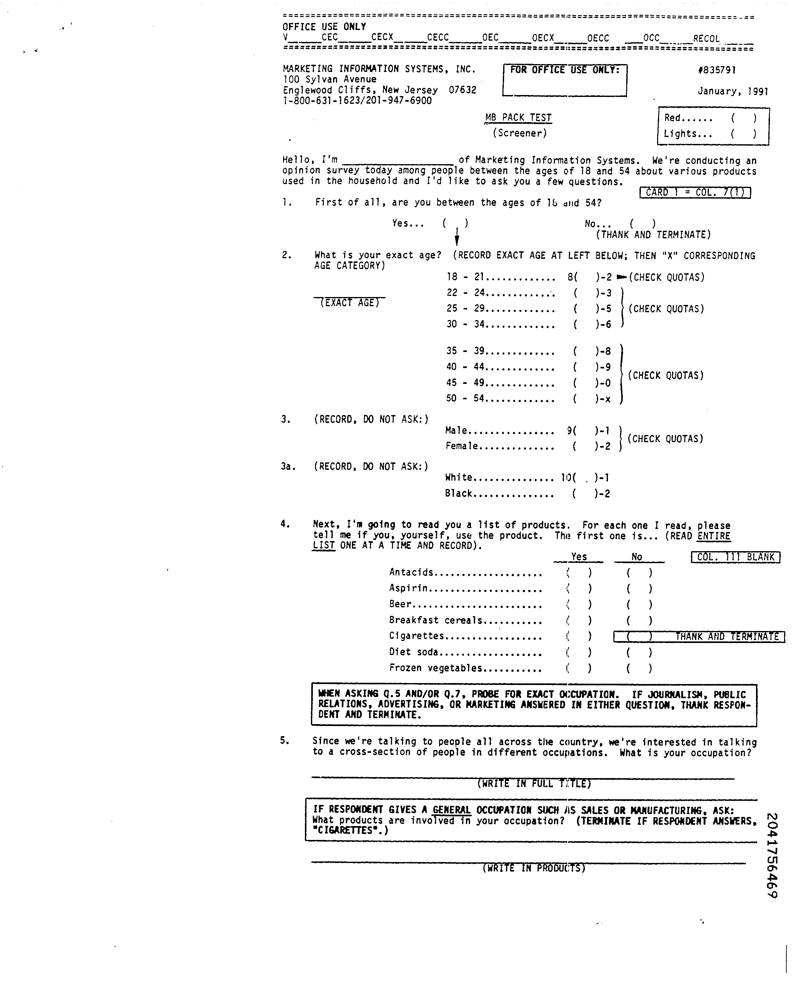 OFFICE USE ONLY
V______CEC______CECX______CECC______OEC______OECX______OECC ____OCC______RECOL______
MARKETING INFORMATION SYSTEMS, INC.   FOR OFFICE USE ONLY:   #835791
100 Sylvan Avenue
Englewood Cliffs, New Jersey 07632   January, 1991
1-800-631-1623/201-947-6900
MB PACK TEST   Red...... (  )
(Screener)   Lights... (  )
Hello, I'm __________________ of Marketing Information Systems. We're conducting an
opinion survey today among people between the ages of 18 and 54 about various products
used in the household and I'd like to ask you a few questions.
CARD 1 = COL. 7(1)
1. First of all, are you between the ages of 18 and 54?
Yes... (  )   No... (  )
(THANK AND TERMINATE)
2. What is your exact age? (RECORD EXACT AGE AT LEFT BELOW; THEN "X" CORRESPONDING
AGE CATEGORY)
18 - 21............. 8(  )-2 (CHECK QUOTAS)
22 - 24............. (  )-3
(EXACT AGE)   25 - 29............. (  )-5 (CHECK QUOTAS)
30 - 34............. (  )-6
35 - 39............. (  )-8
40 - 44............. (  )-9
(CHECK QUOTAS)
45 - 49............. (  )-0
50 - 54............. (  )-x
3. (RECORD, DO NOT ASK:)
Male................ 9(  )-1
(CHECK QUOTAS)
Female.............. (  )-2
3a. (RECORD, DO NOT ASK:)
White............... 10(  )-1
Black............... (  )-2
4. Next, I'm going to read you a list of products. For each one I read, please
tell me if you, yourself, use the product. The first one is... (READ ENTIRE
LIST ONE AT A TIME AND RECORD).
Yes   No   COL. 11I BLANK
Antacids.................... (  )   (  )
Aspirin..................... (  )   (  )
Beer........................ (  )   (  )
Breakfast cereals........... (  )   (  )
Cigarettes.................. (  )   (  )   THANK AND TERMINATE
Diet soda................... (  )   (  )
Frozen vegetables........... (  )   (  )
WHEN ASKING Q.5 AND/OR Q.7, PROBE FOR EXACT OCCUPATION. IF JOURNALISM, PUBLIC
RELATIONS, ADVERTISING, OR MARKETING ANSWERED IN EITHER QUESTION, THANK RESPON-
DENT AND TERMINATE.
5. Since we're talking to people all across the country, we're interested in talking
to a cross-section of people in different occupations. What is your occupation?
(WRITE IN FULL TITLE)
IF RESPONDENT GIVES A GENERAL OCCUPATION SUCH AS SALES OR MANUFACTURING, ASK:
What products are involved in your occupation? (TERMINATE IF RESPONDENT ANSWERS,
"CIGARETTES".)
(WRITE IN PRODUCTS)
2041756469